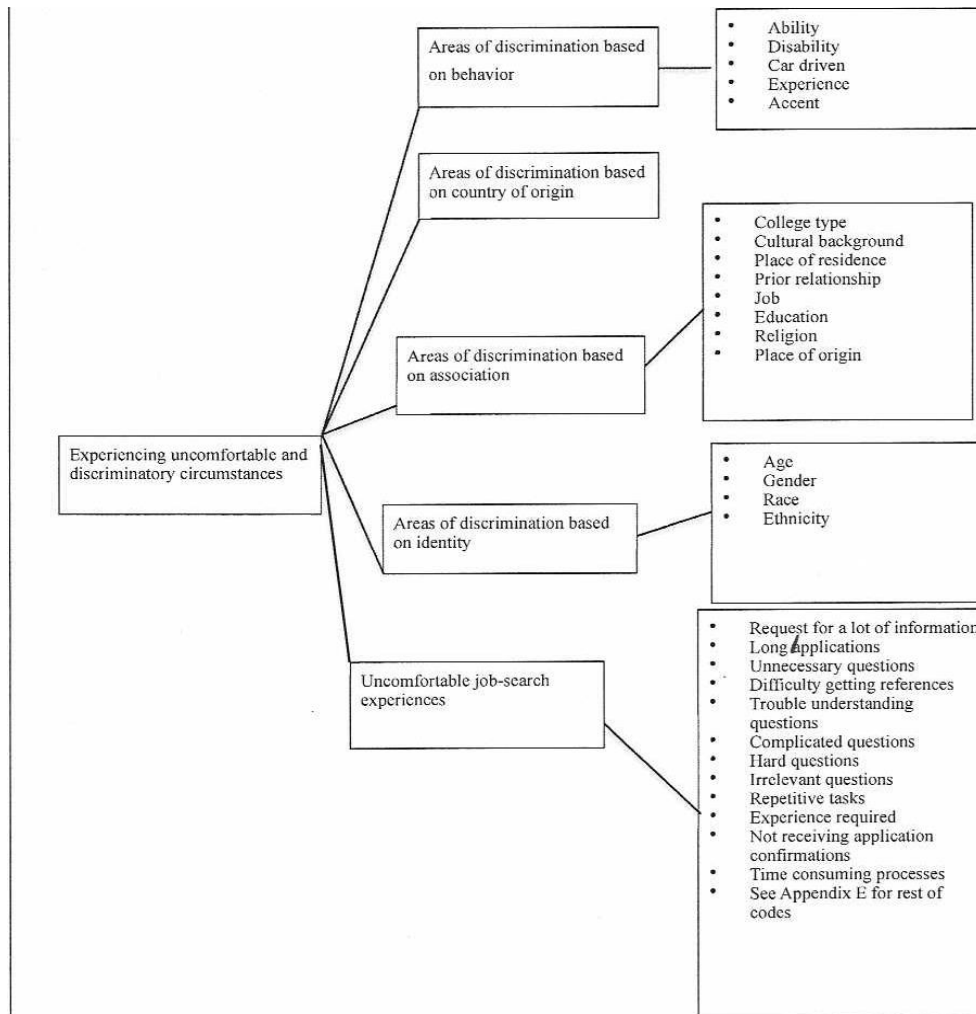 Areas of discrimination based
on behavior
• Ability
• Disability
• Car driven
• Experience
• Accent
Areas of discrimination based
on country of origin
• College type
• Cultural background
• Place of residence
• Prior relationship
• Job
• Education
• Religion
• Place of origin
Areas of discrimination based
on association
Experiencing uncomfortable and
discriminatory circumstances
• Age
• Gender
• Race
• Ethnicity
Areas of discrimination based
on identity
Uncomfortable job-search
experiences
• Request for a lot of information
• Long applications
• Unnecessary questions
• Difficulty getting references
• Trouble understanding
questions
• Complicated questions
• Hard questions
• Irrelevant questions
• Repetitive tasks
• Experience required
• Not receiving application
confirmations
• Time consuming processes
• See Appendix E for rest of
codes